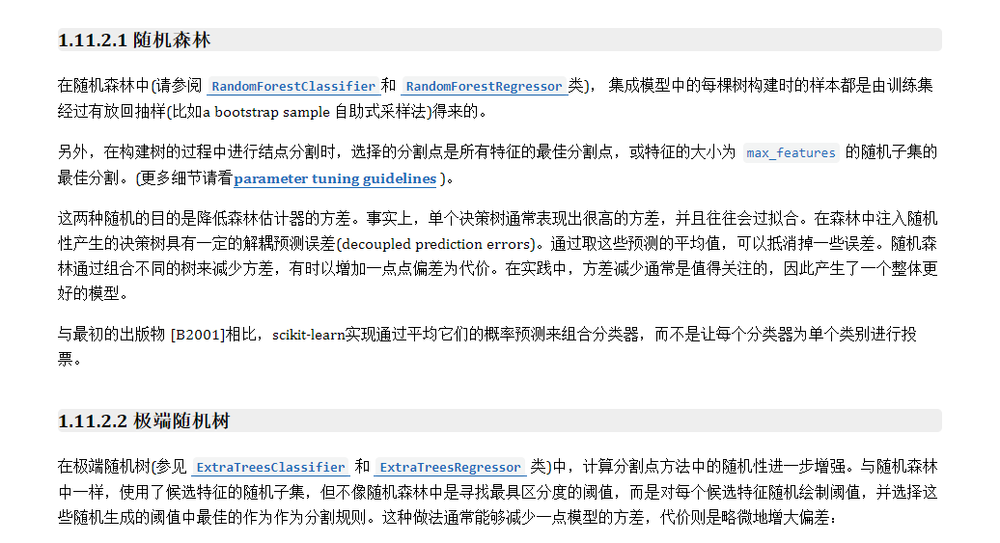 1.11.2.1 随机森林
在随机森林中(请参阅 RandomForestClassifier 和 RandomForestRegressor 类)， 集成模型中的每棵树构建时的样本都是由训练集
经过有放回抽样(比如a bootstrap sample 自助式采样法)得来的。
另外，在构建树的过程中进行结点分割时，选择的分割点是所有特征的最佳分割点，或特征的大小为 max_features 的随机子集的
最佳分割。(更多细节请看parameter tuning guidelines )。
这两种随机的目的是降低森林估计器的方差。事实上，单个决策树通常表现出很高的方差，并且往往会过拟合。在森林中注入随机
性产生的决策树具有一定的解耦预测误差(decoupled prediction errors)。通过取这些预测的平均值，可以抵消掉一些误差。随机森
林通过组合不同的树来减少方差，有时以增加一点点偏差为代价。在实践中，方差减少通常是值得关注的，因此产生了一个整体更
好的模型。
与最初的出版物 [B2001]相比，scikit-learn实现通过平均它们的概率预测来组合分类器，而不是让每个分类器为单个类别进行投
票。
1.11.2.2 极端随机树
在极端随机树(参见 ExtraTreesClassifier 和 ExtraTreesRegressor 类)中，计算分割点方法中的随机性进一步增强。与随机森林
中一样，使用了候选特征的随机子集，但不像随机森林中是寻找最具区分度的阈值，而是对每个候选特征随机绘制阈值，并选择这
些随机生成的阈值中最佳的作为作为分割规则。这种做法通常能够减少一点模型的方差，代价则是略微地增大偏差：